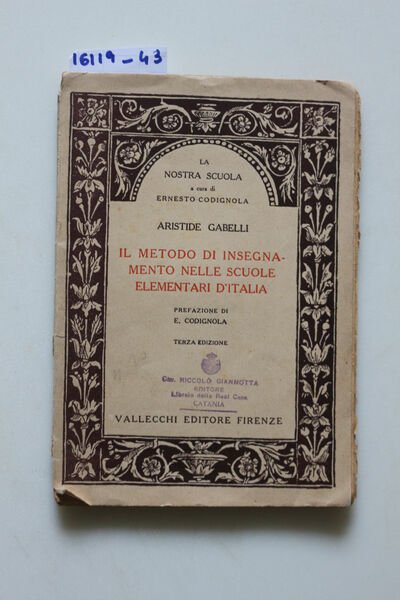 16119-43
LA
NOSTRA SCUOLA
a cura di
ERNESTO CODIGNOLA
ARISTIDE GABELLI
IL METODO DI INSEGNA-
MENTO NELLE SCUOLE
ELEMENTARI D'ITALIA
PREFAZIONE DI
E. CODIGNOLA
TERZA EDIZIONE
Cav. RICCOLÒ GIANNOTTA
EDITORE
Libraio della Real Casa
CATANIA
VALLECCHI EDITORE FIRENZE